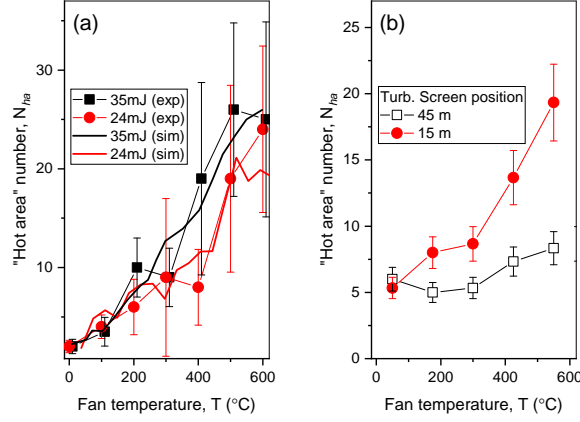 (a)
"Hot area" number, N_ha
30
20
10
35mJ (exp)
24mJ (exp)
35mJ (sim)
24mJ (sim)
0 200 400 600
Fan temperature, T (°C)
(b)
"Hot area" number, N_ha
25
20
15
10
5
0
Turb. Screen position
45 m
15 m
0 200 400 600
Fan temperature, T (°C)